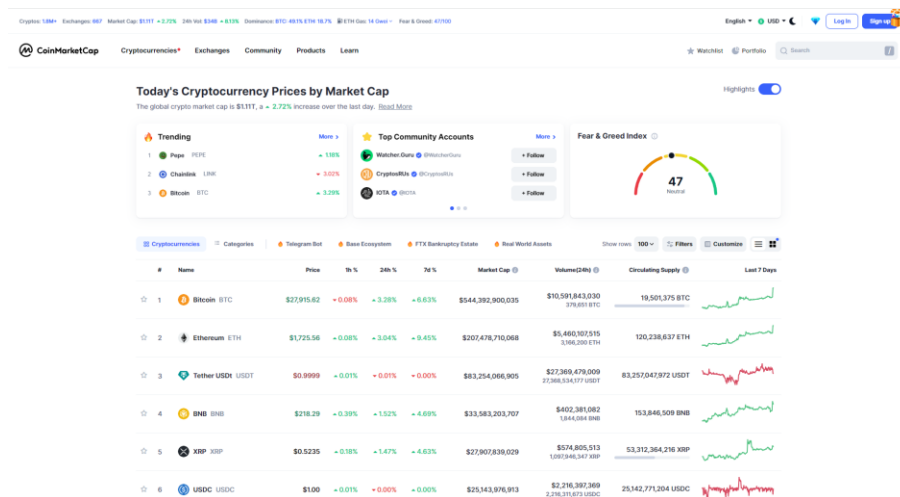 Cryptos: 1.8M+ Exchanges: 667 Market Cap: $1.11T 2.72% 24h Vol: $34B 6.13% Dominance: BTC: 49.1% ETH: 18.7% ETH Gas: 14 Gwei Fear & Greed: 47/100 English USD Log In Sign up
CoinMarketCap Cryptocurrencies Exchanges Community Products Learn Watchlist Portfolio Search /
Today's Cryptocurrency Prices by Market Cap Highlights
The global crypto market cap is $1.11T, a 2.72% increase over the last day. Read More
Trending More >
1 Pepe PEPE 1.16%
2 Chainlink LINK 3.02%
3 Bitcoin BTC 3.29%
Top Community Accounts More >
Watcher.Guru @WatcherGuru + Follow
CryptosRUs @CryptosRUs + Follow
IOTA @IOTA + Follow
Fear & Greed Index
47
Neutral
Cryptocurrencies Categories Telegram Bot Base Ecosystem FTX Bankruptcy Estate Real World Assets Show rows 100 Filters Customize
# Name Price 1h % 24h % 7d % Market Cap Volume(24h) Circulating Supply Last 7 Days
1 Bitcoin BTC $27,915.62 0.08% 3.28% 6.63% $544,392,900,035 $10,591,843,030 19,501,375 BTC
379,651 BTC
2 Ethereum ETH $1,725.56 0.08% 3.04% 9.45% $207,478,710,068 $5,460,107,515 120,238,637 ETH
3,166,200 ETH
3 Tether USDt USDT $0.9999 0.01% 0.01% 0.00% $83,254,066,905 $27,369,479,009 83,257,047,972 USDT
27,368,534,177 USDT
4 BNB BNB $218.29 0.39% 1.52% 4.69% $33,583,203,707 $402,381,082 153,846,509 BNB
1,844,064 BNB
5 XRP XRP $0.5235 0.18% 1.47% 4.63% $27,907,839,029 $574,805,513 53,312,364,216 XRP
1,097,946,347 XRP
6 USDC USDC $1.00 0.01% 0.00% 0.00% $25,143,976,913 $2,216,397,369 25,142,771,204 USDC
2,216,311,673 USDC